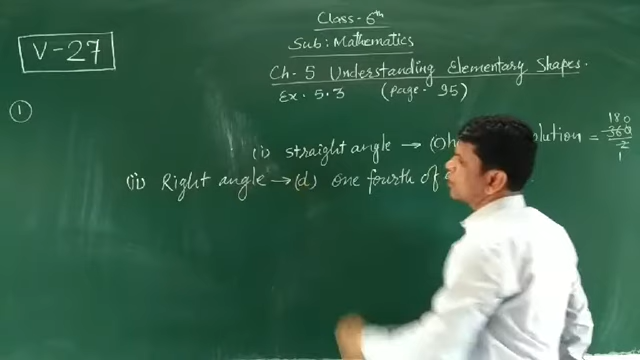 Class-6th
V-27
Sub: Mathematics
Ch-5 Understanding Elementary Shapes.
Ex. 5.3 (Page-95)
①
(i) straight angle → (c) = 180 360/2 1
(ii) Right angle → (d) one fourth of